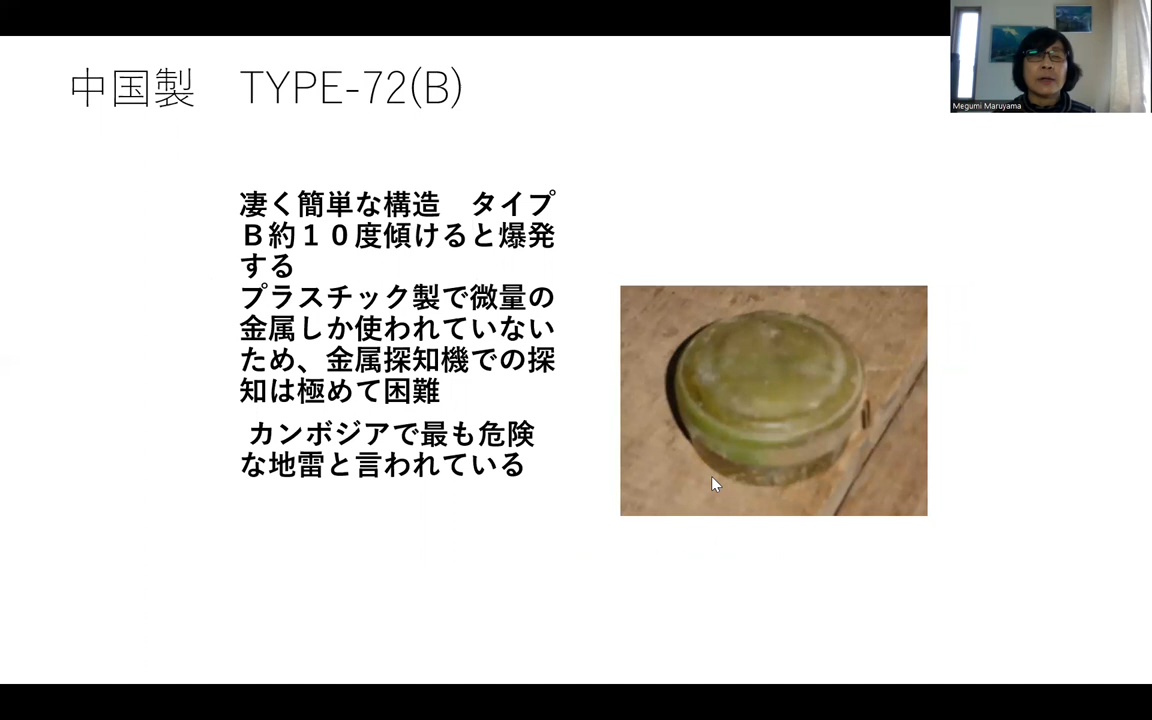 中国製　TYPE-72(B)
Megumi Maruyama
凄く簡単な構造　タイプ
Ｂ約１０度傾けると爆発
する
プラスチック製で微量の
金属しか使われていない
ため、金属探知機での探
知は極めて困難
カンボジアで最も危険
な地雷と言われている